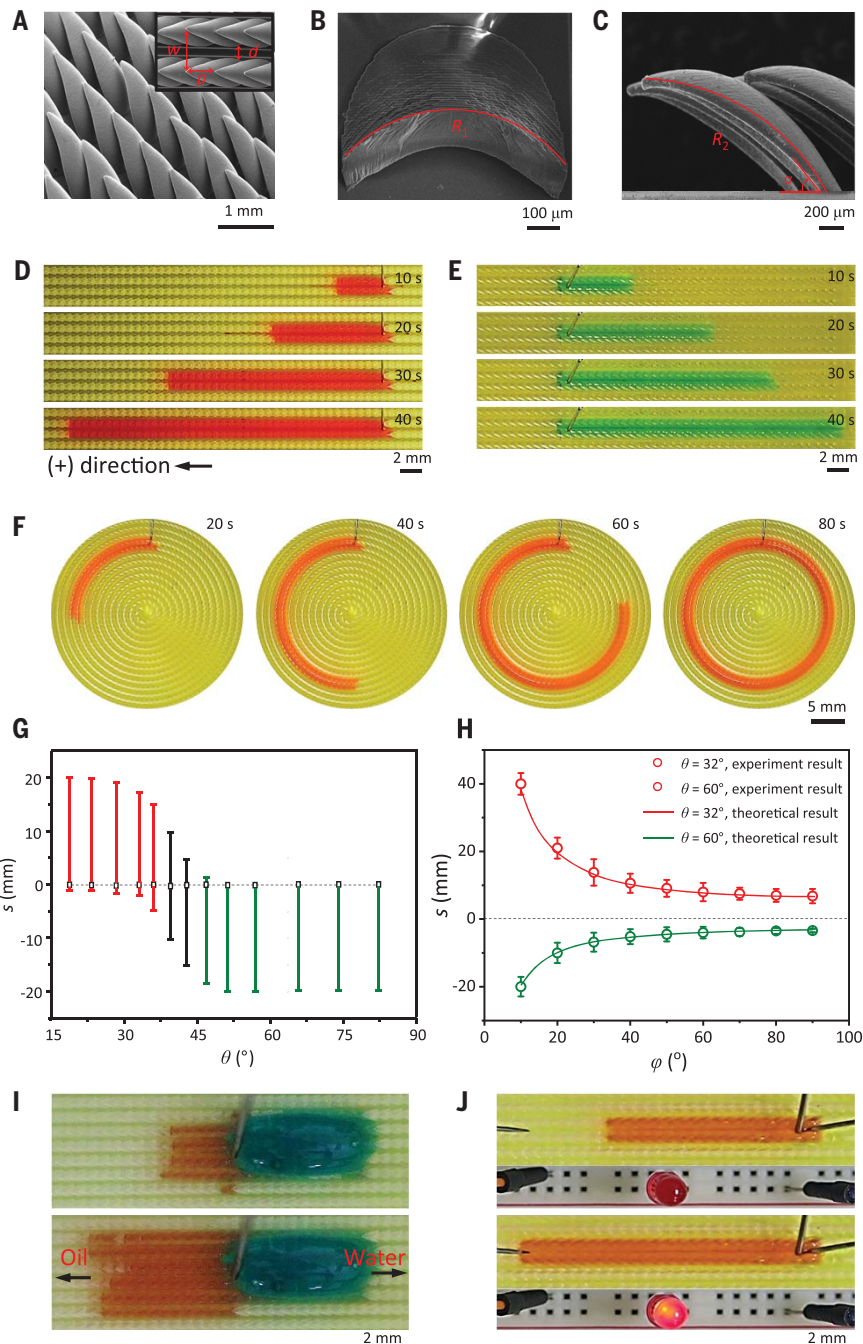 A
w
d
p
1 mm
B
R1
100 μm
C
R2
α
200 μm
D
10 s
20 s
30 s
40 s
(+) direction
2 mm
E
10 s
20 s
30 s
40 s
2 mm
F
20 s
40 s
60 s
80 s
5 mm
G
s (mm)
20
10
0
-10
-20
15
30
45
60
75
90
θ (°)
H
s (mm)
40
20
0
-20
0
20
40
60
80
100
φ (°)
θ = 32°, experiment result
θ = 60°, experiment result
θ = 32°, theoretical result
θ = 60°, theoretical result
I
Oil
Water
2 mm
J
2 mm